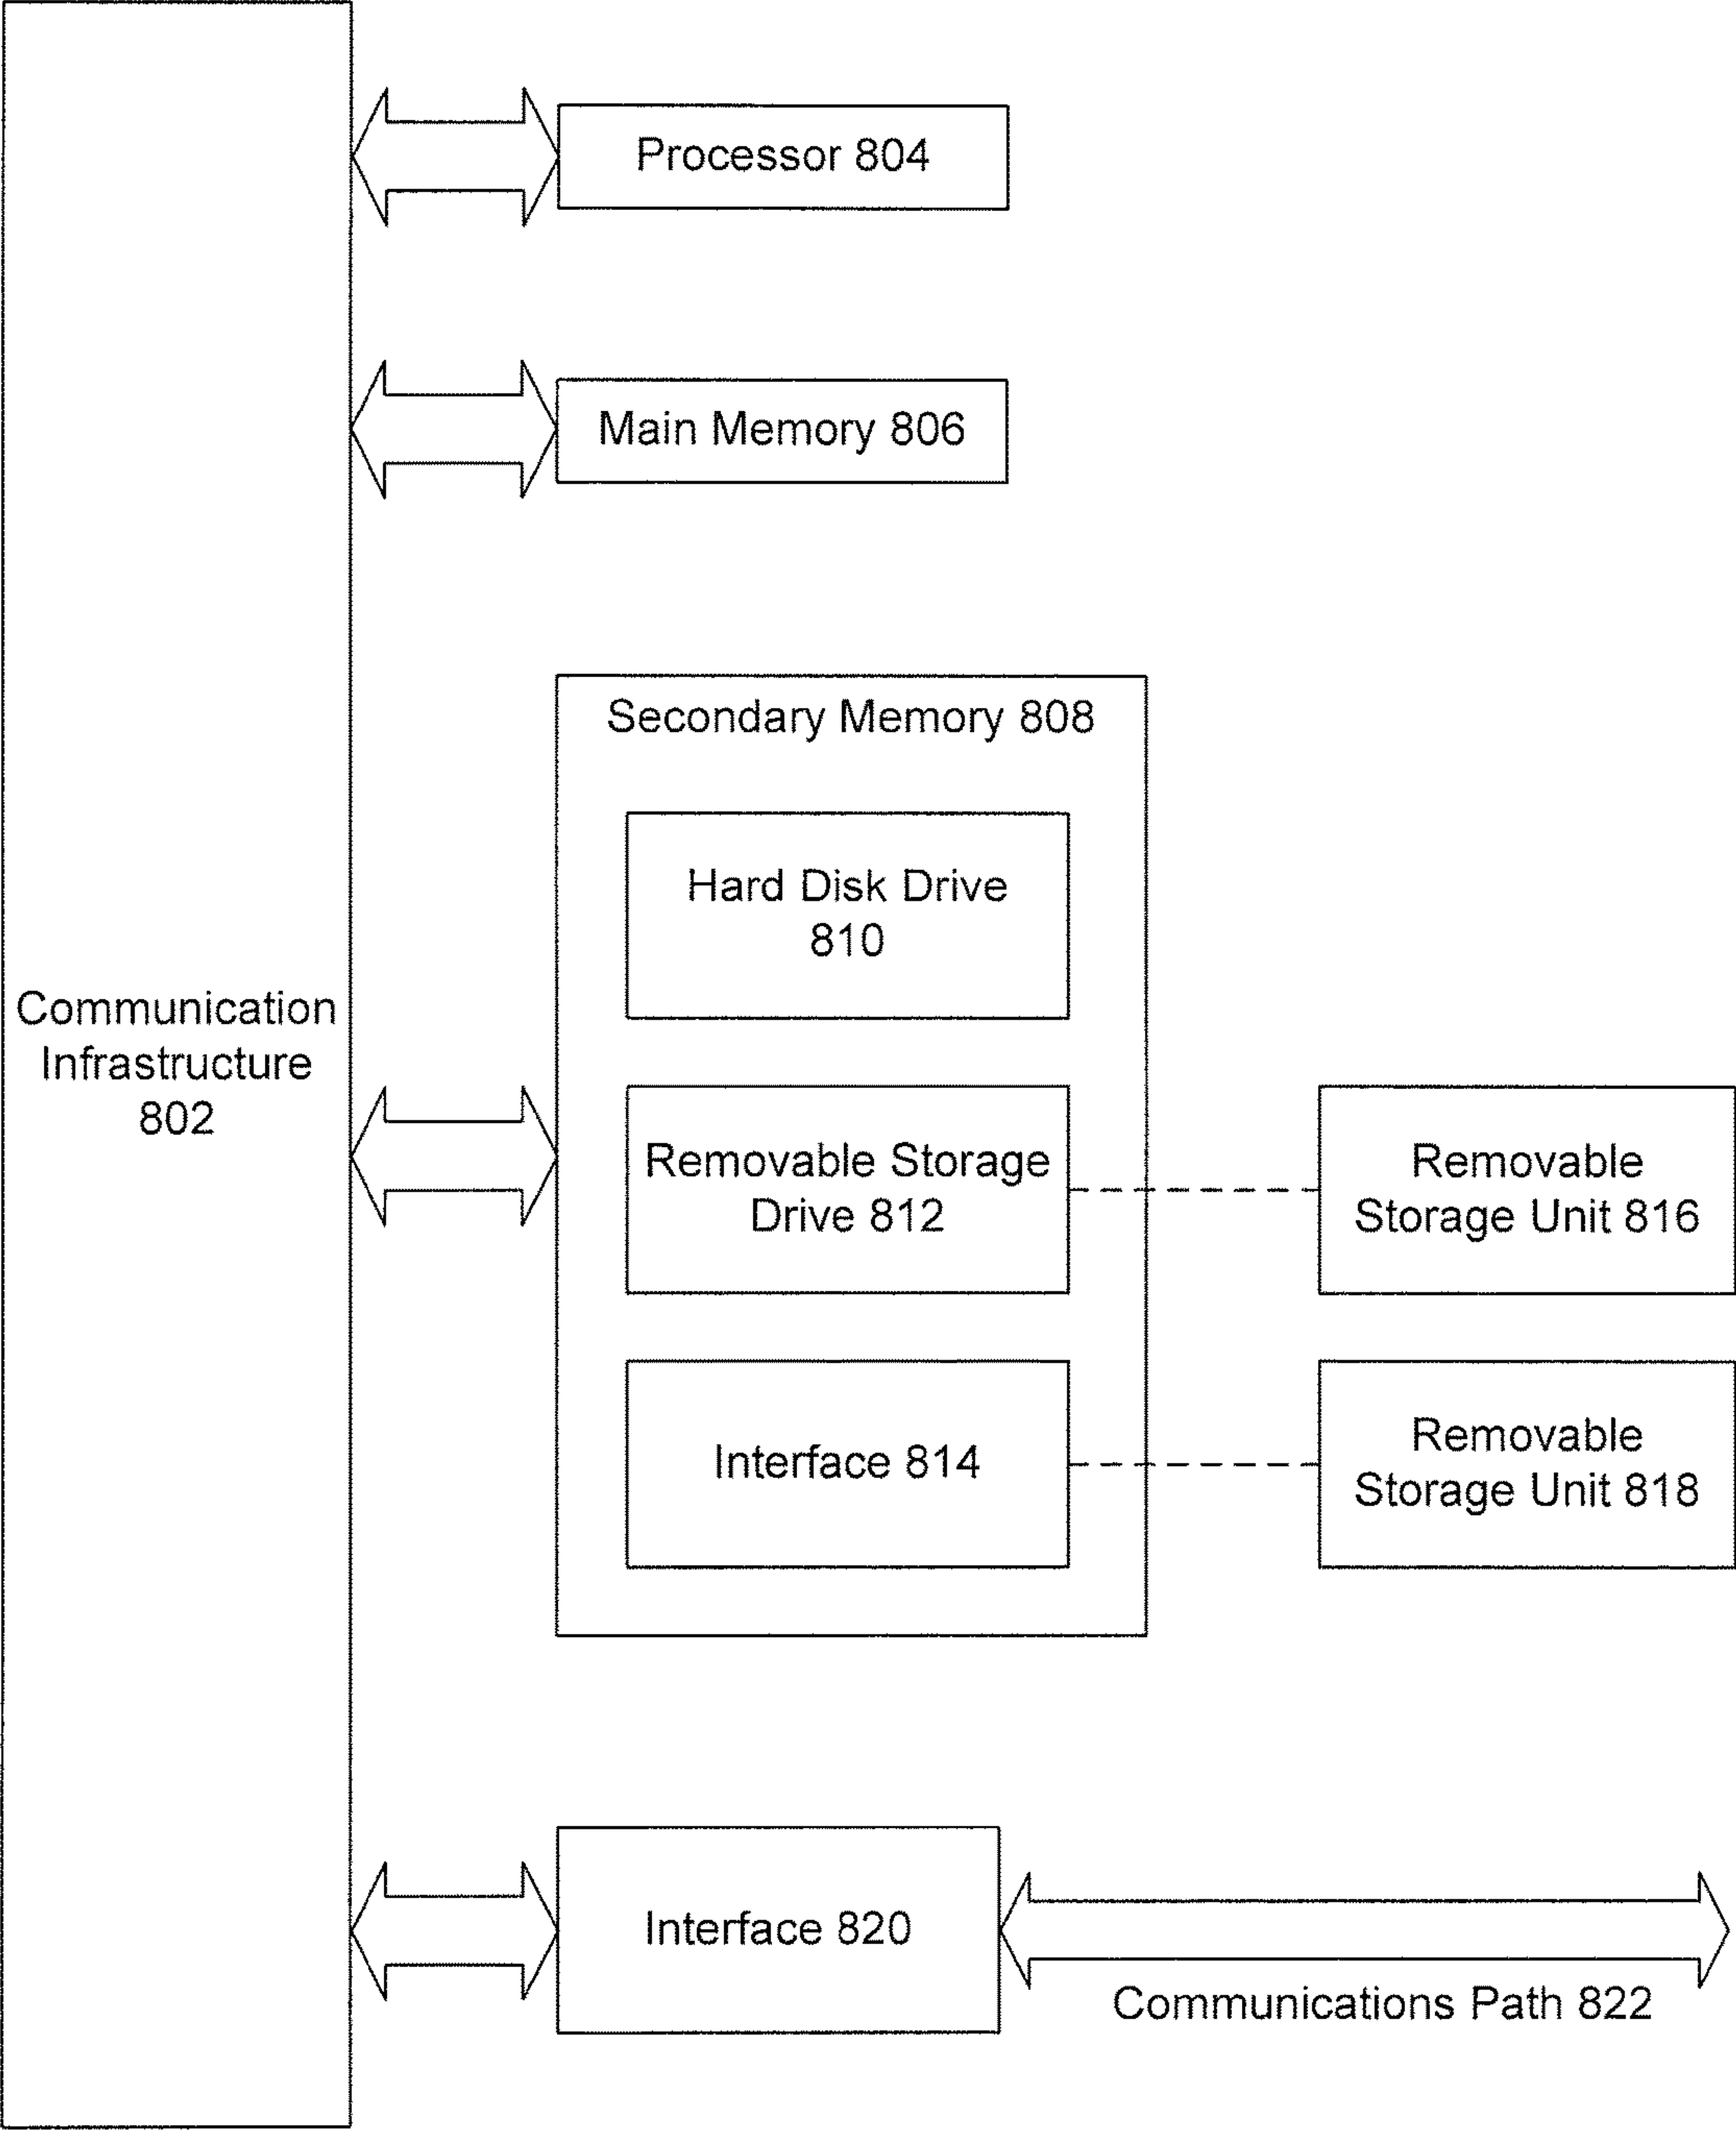 Processor 804
Main Memory 806
Secondary Memory 808
Hard Disk Drive
810
Communication
Infrastructure
802
Removable Storage
Drive 812
Removable
Storage Unit 816
Interface 814
Removable
Storage Unit 818
Interface 820
Communications Path 822